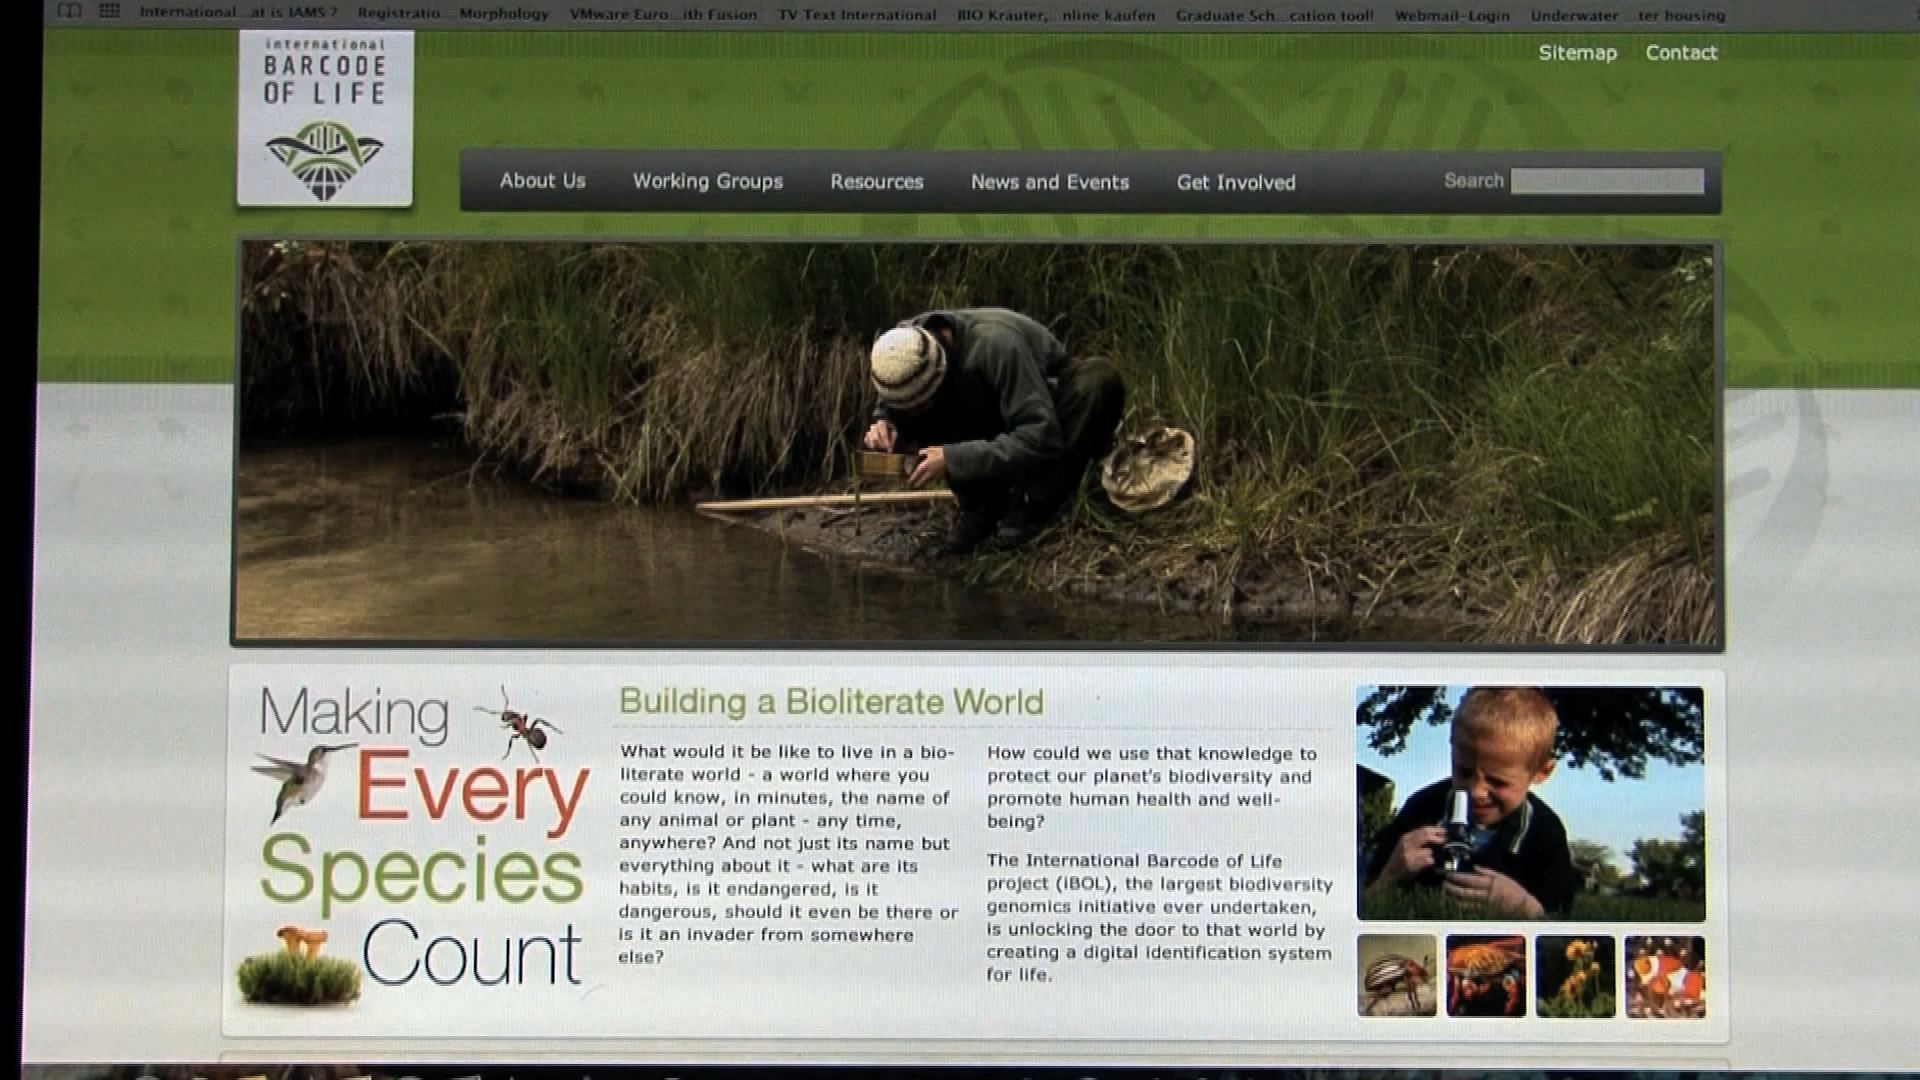 International ...at is IAMS ?
Registratio... Morphology
VMware Euro...ith Fusion
TV Text International
BIO Kräuter,...nline kaufen
Graduate Sch...cation tool!
Webmail-Login
Underwater ...ter housing
Sitemap
Contact
international
BARCODE
OF LIFE
About Us
Working Groups
Resources
News and Events
Get Involved
Search
Making
Every
Species
Count
Building a Bioliterate World
What would it be like to live in a bio-
literate world - a world where you
could know, in minutes, the name of
any animal or plant - any time,
anywhere? And not just its name but
everything about it - what are its
habits, is it endangered, is it
dangerous, should it even be there or
is it an invader from somewhere
else?
How could we use that knowledge to
protect our planet's biodiversity and
promote human health and well-
being?
The International Barcode of Life
project (iBOL), the largest biodiversity
genomics initiative ever undertaken,
is unlocking the door to that world by
creating a digital identification system
for life.